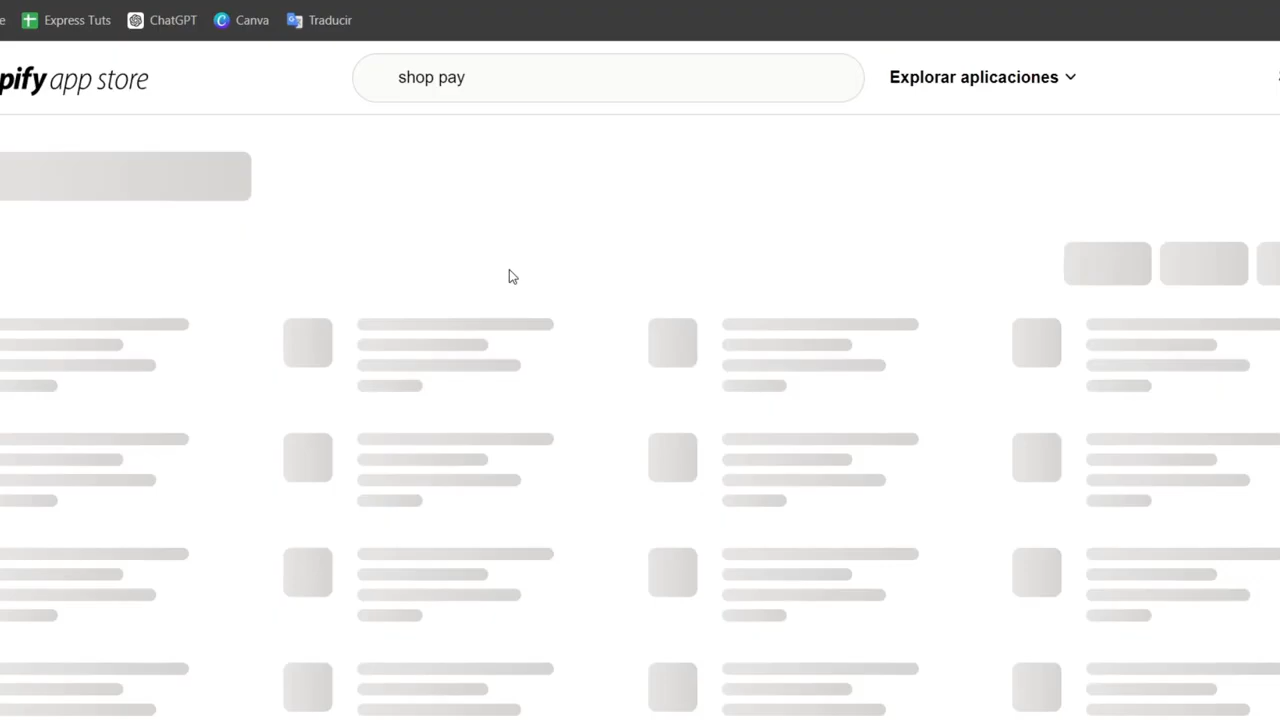 e Express Tuts ChatGPT Canva Traducir
pify app store shop pay Explorar aplicaciones